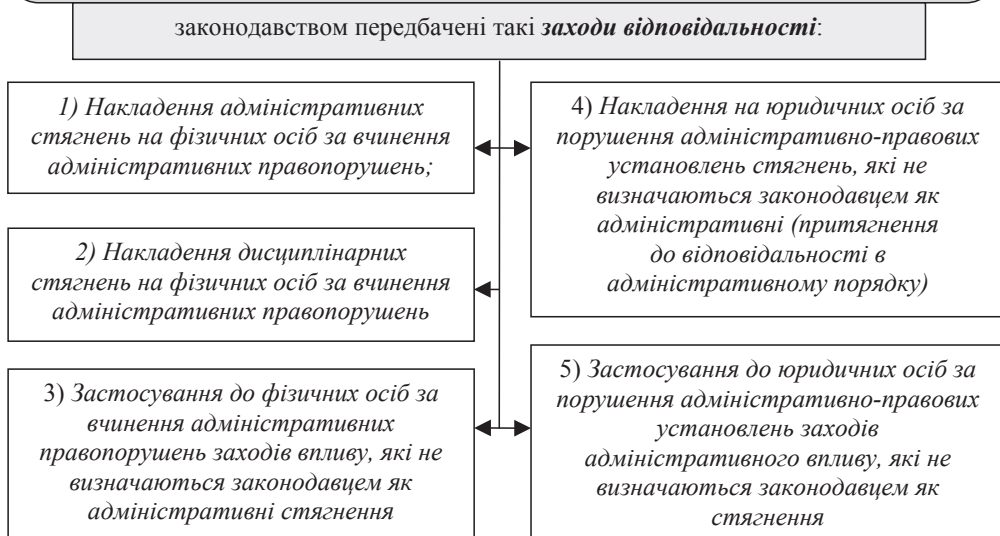 законодавством передбачені такі заходи відповідальності:
1) Накладення адміністративних
стягнень на фізичних осіб за вчинення
адміністративних правопорушень;
2) Накладення дисциплінарних
стягнень на фізичних осіб за вчинення
адміністративних правопорушень
3) Застосування до фізичних осіб за
вчинення адміністративних
правопорушень заходів впливу, які не
визначаються законодавцем як
адміністративні стягнення
4) Накладення на юридичних осіб за
порушення адміністративно-правових
установлень стягнень, які не
визначаються законодавцем як
адміністративні (притягнення
до відповідальності в
адміністративному порядку)
5) Застосування до юридичних осіб за
порушення адміністративно-правових
установлень заходів
адміністративного впливу, які не
визначаються законодавцем як
стягнення